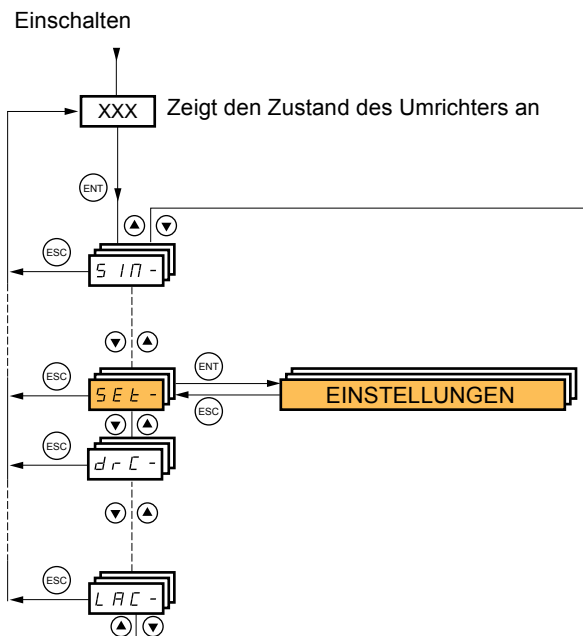 Einschalten
XXX Zeigt den Zustand des Umrichters an
ENT
ESC
SIM -
ENT
ESC
SEt -
EINSTELLUNGEN
ESC
ESC
drC -
ESC
LAC -